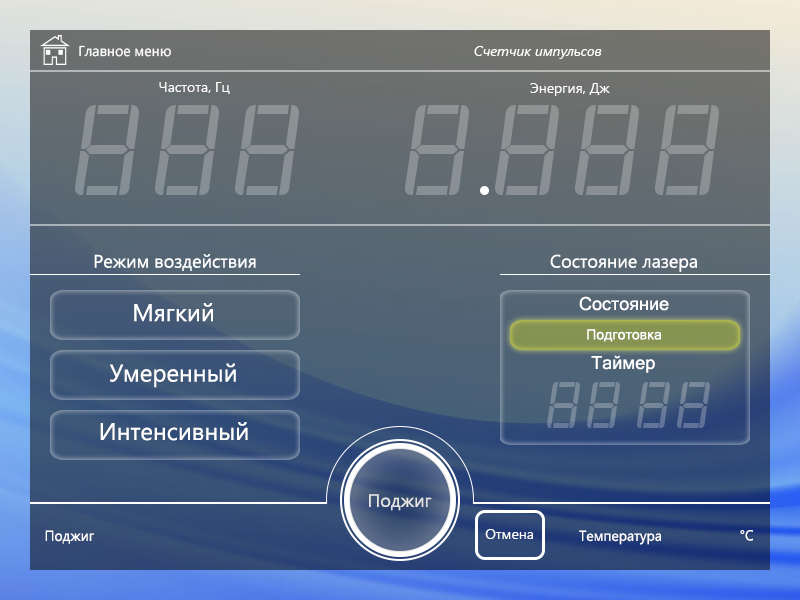 Главное меню
Счетчик импульсов
Частота, Гц
Энергия, Дж
Режим воздействия
Состояние лазера
Мягкий
Умеренный
Интенсивный
Состояние
Подготовка
Таймер
Поджиг
Поджиг
Отмена
Температура
°C